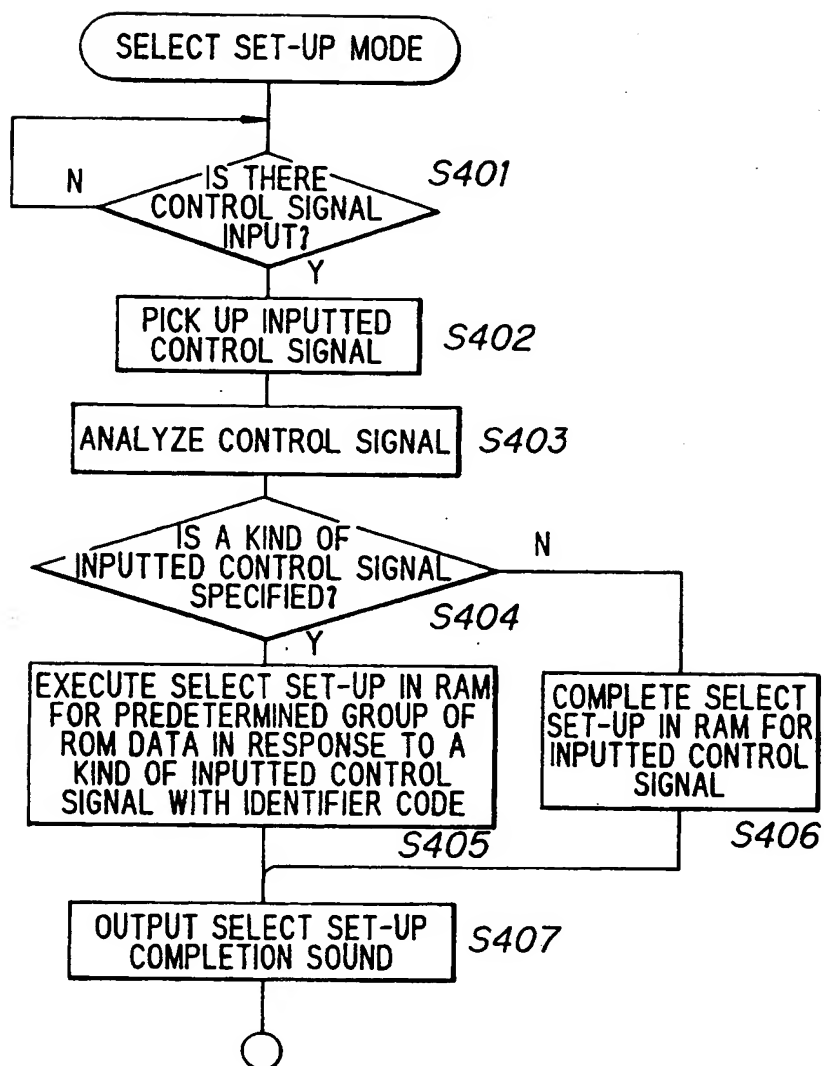 SELECT SET-UP MODE
N
IS THERE
CONTROL SIGNAL
INPUT?
S401
Y
PICK UP INPUTTED
CONTROL SIGNAL
S402
ANALYZE CONTROL SIGNAL
S403
IS A KIND OF
INPUTTED CONTROL SIGNAL
SPECIFIED?
N
S404
Y
EXECUTE SELECT SET-UP IN RAM
FOR PREDETERMINED GROUP OF
ROM DATA IN RESPONSE TO A
KIND OF INPUTTED CONTROL
SIGNAL WITH IDENTIFIER CODE
S405
COMPLETE SELECT
SET-UP IN RAM FOR
INPUTTED CONTROL
SIGNAL
S406
OUTPUT SELECT SET-UP
COMPLETION SOUND
S407